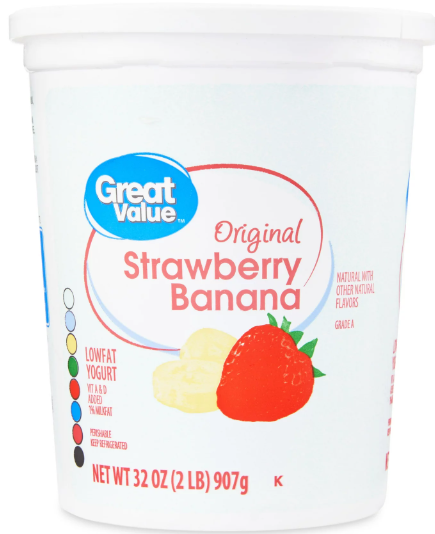 Great
Value™
Original
Strawberry
Banana
NATURAL WITH
OTHER NATURAL
FLAVORS
GRADE A
LOWFAT
YOGURT
VIT A & D
ADDED
1% MILKFAT
PERISHABLE
KEEP REFRIGERATED
NET WT 32 OZ (2 LB) 907g
K